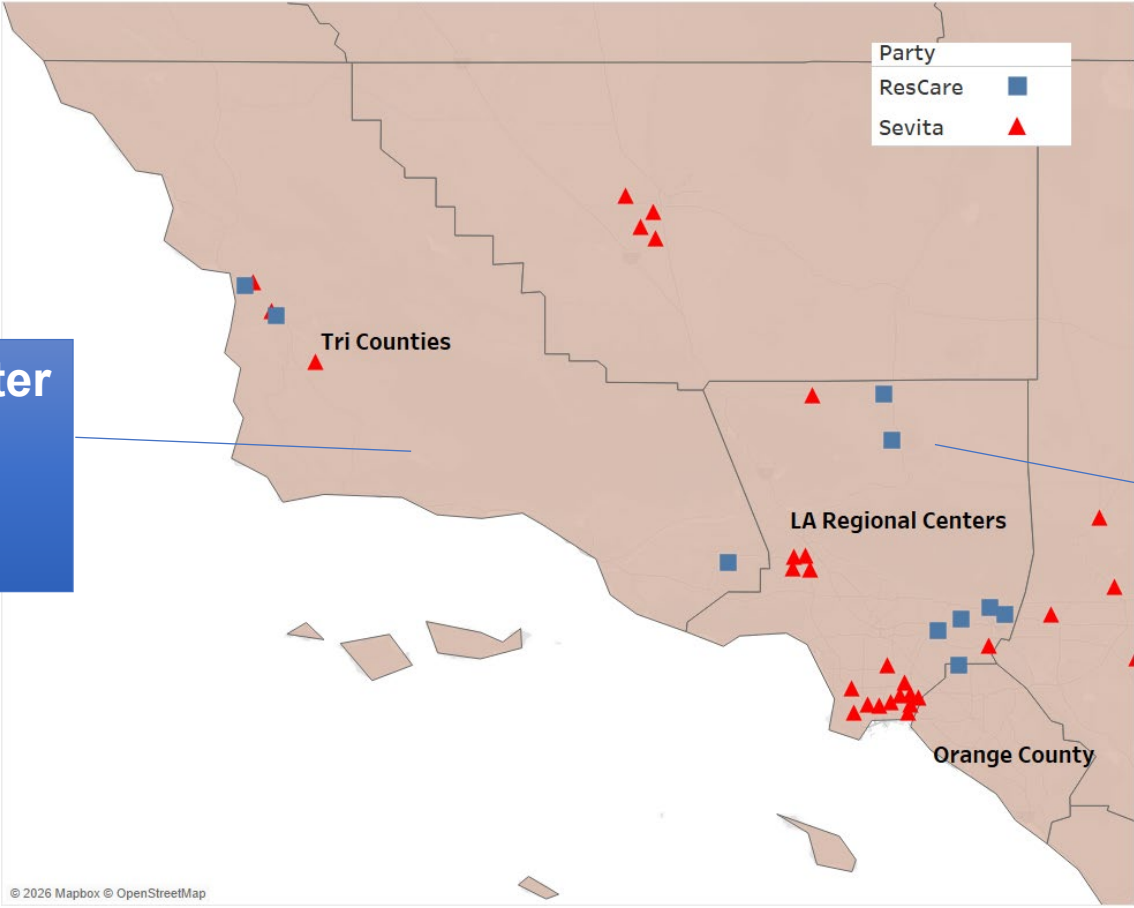 Party
ResCare
Sevita
Tri Counties
ter
LA Regional Centers
Orange County
© 2026 Mapbox © OpenStreetMap